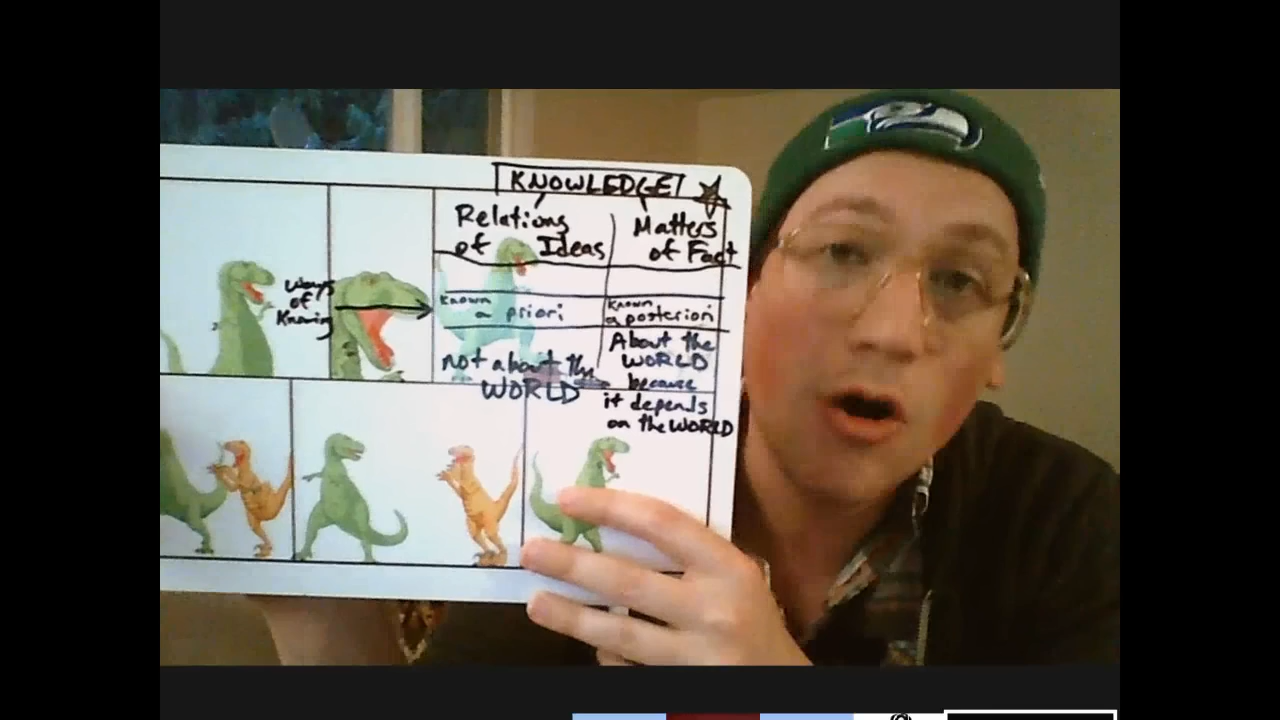 KNOWLEDGE
Relations
of Ideas
Matters
of Fact
Ways
of
Knowing
known
a priori
known
a posteriori
not about the
WORLD
About the
WORLD
because
it depends
on the WORLD